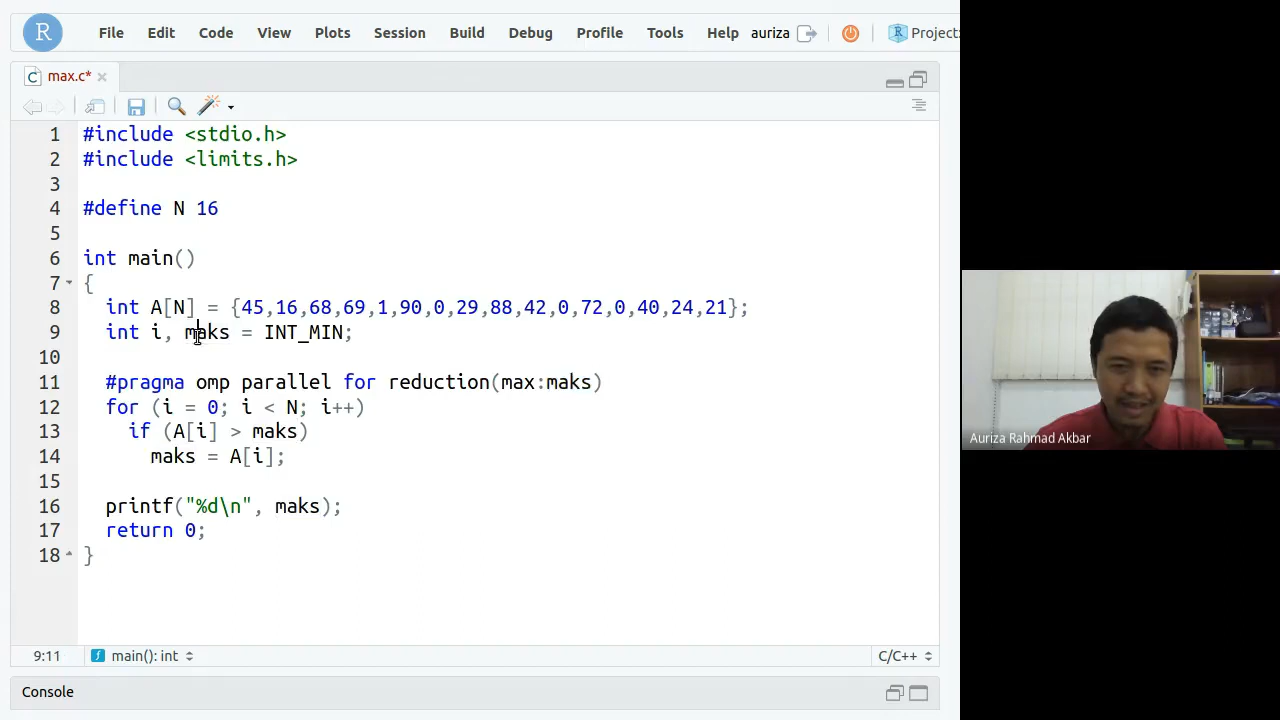 R File Edit Code View Plots Session Build Debug Profile Tools Help auriza Project:
max.c*
1 #include <stdio.h>
2 #include <limits.h>
3
4 #define N 16
5
6 int main()
7 {
8 int A[N] = {45,16,68,69,1,90,0,29,88,42,0,72,0,40,24,21};
9 int i, maks = INT_MIN;
10
11 #pragma omp parallel for reduction(max:maks)
12 for (i = 0; i < N; i++)
13 if (A[i] > maks)
14 maks = A[i];
15
16 printf("%d\n", maks);
17 return 0;
18 }
9:11 main(): int C/C++
Console
Auriza Rahmad Akbar